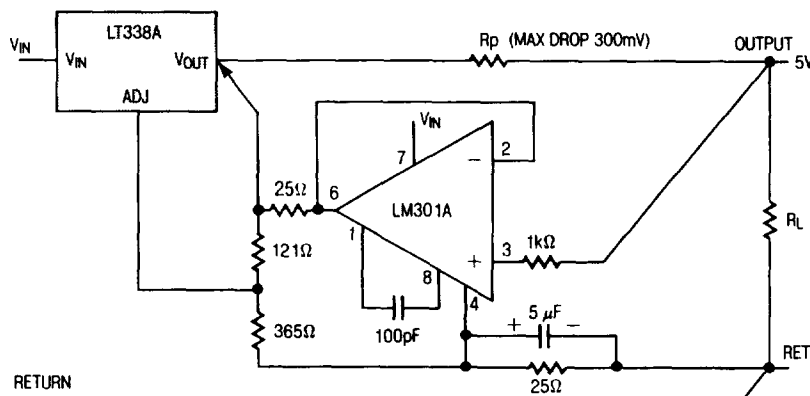 LT338A
Rp (MAX DROP 300mV)
OUTPUT
VIN
VIN
VOUT
5V
ADJ
VIN
7
2
−
25Ω
6
LM301A
RL
1
1kΩ
121Ω
3
+
8
4
5 μF
+
−
100pF
365Ω
25Ω
RET
RETURN